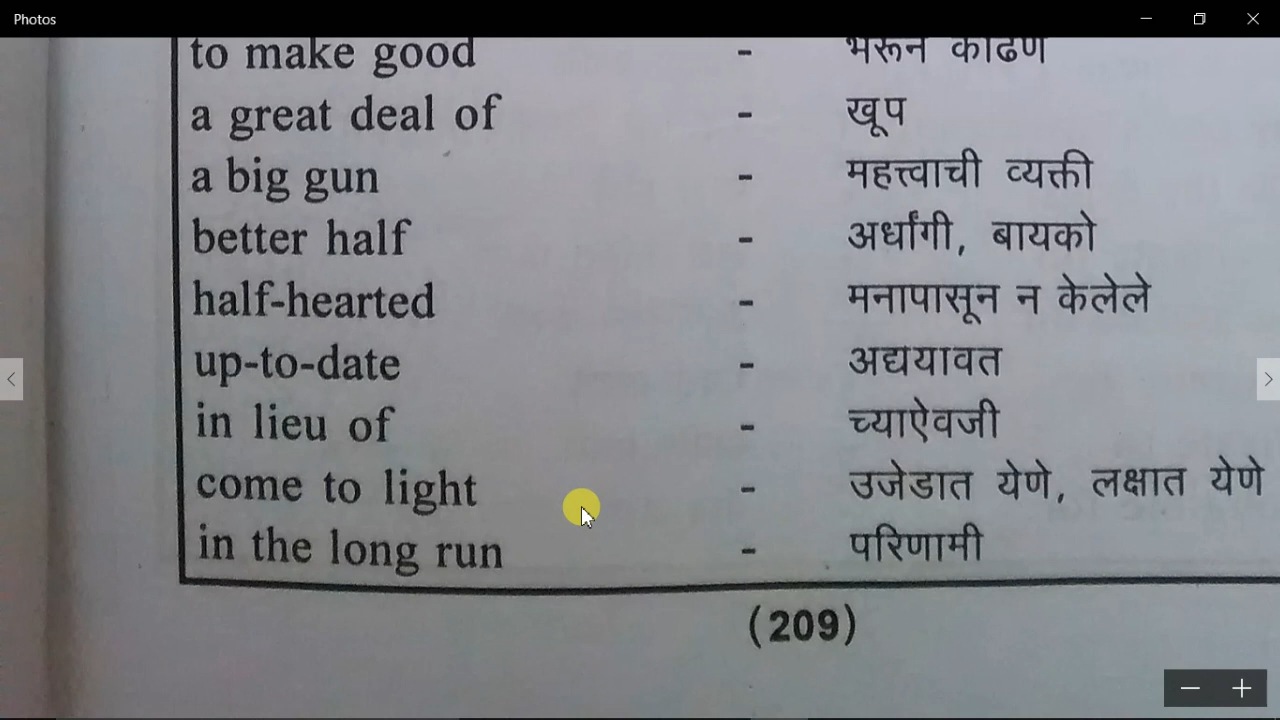 Photos
to make good - भरून काढणे
a great deal of - खूप
a big gun - महत्त्वाची व्यक्ती
better half - अर्धांगी, बायको
half-hearted - मनापासून न केलेले
up-to-date - अद्ययावत
in lieu of - च्याऐवजी
come to light - उजेडात येणे, लक्षात येणे
in the long run - परिणामी
(209)